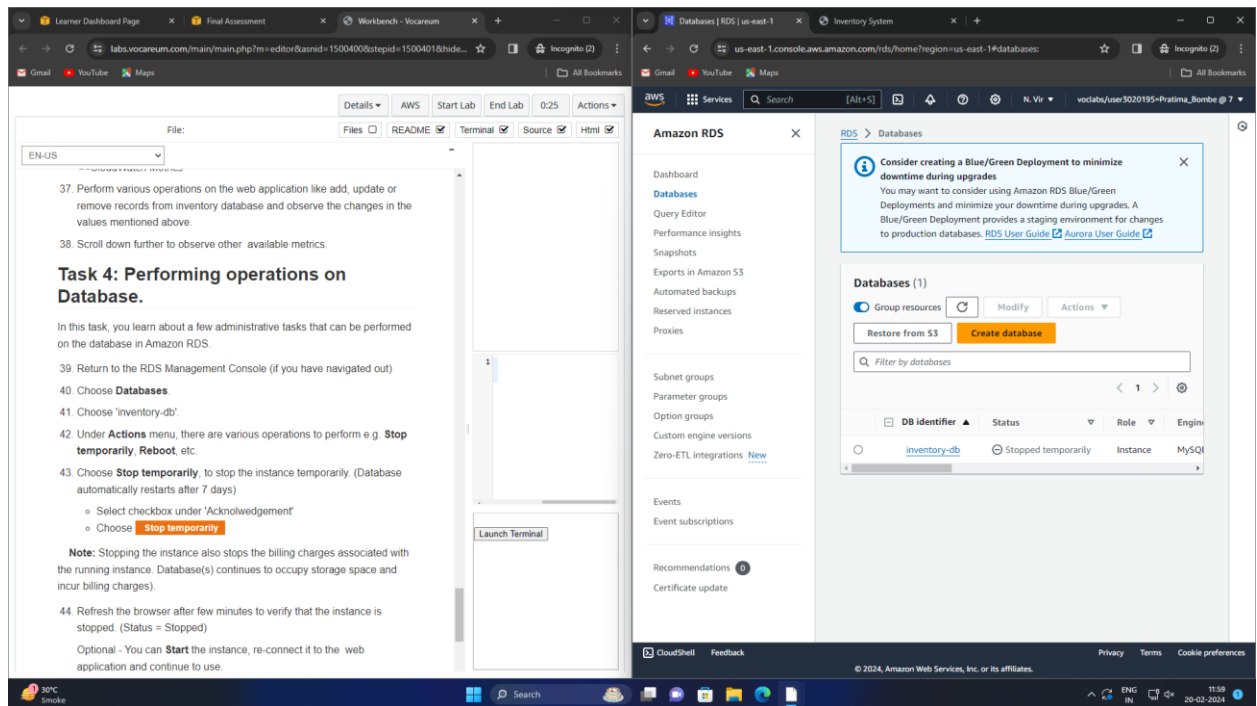 Learner Dashboard Page
Final Assessment
Workbench - Vocareum
labs.vocareum.com/main/main.php?m=editor&asnid=1500400&stepid=1500401&hide...
Incognito (2)
Gmail
YouTube
Maps
All Bookmarks
Details
AWS
Start Lab
End Lab
0:25
Actions
File:
Files
README
Terminal
Source
Html
EN-US
37. Perform various operations on the web application like add, update or
remove records from inventory database and observe the changes in the
values mentioned above.
38. Scroll down further to observe other available metrics.
Task 4: Performing operations on
Database.
In this task, you learn about a few administrative tasks that can be performed
on the database in Amazon RDS.
39. Return to the RDS Management Console (if you have navigated out)
40. Choose Databases.
41. Choose 'inventory-db'.
42. Under Actions menu, there are various operations to perform e.g. Stop
temporarily, Reboot, etc.
43. Choose Stop temporarily, to stop the instance temporarily. (Database
automatically restarts after 7 days)
Select checkbox under 'Acknolwedgement'
Choose Stop temporarily
Note: Stopping the instance also stops the billing charges associated with
the running instance. Database(s) continues to occupy storage space and
incur billing charges).
44. Refresh the browser after few minutes to verify that the instance is
stopped. (Status = Stopped)
Optional - You can Start the instance, re-connect it to the web
application and continue to use.
1
Launch Terminal
Databases | RDS | us-east-1
Inventory System
us-east-1.console.aws.amazon.com/rds/home?region=us-east-1#databases:
Incognito (2)
Gmail
YouTube
Maps
All Bookmarks
aws
Services
Search
[Alt+S]
N. Vir
voclabs/user3020195=Pratima_Bombe @ 7
Amazon RDS
Dashboard
Databases
Query Editor
Performance insights
Snapshots
Exports in Amazon S3
Automated backups
Reserved instances
Proxies
Subnet groups
Parameter groups
Option groups
Custom engine versions
Zero-ETL integrations New
Events
Event subscriptions
Recommendations 0
Certificate update
RDS > Databases
Consider creating a Blue/Green Deployment to minimize
downtime during upgrades
You may want to consider using Amazon RDS Blue/Green
Deployments and minimize your downtime during upgrades. A
Blue/Green Deployment provides a staging environment for changes
to production databases. RDS User Guide Aurora User Guide
Databases (1)
Group resources
Modify
Actions
Restore from S3
Create database
Filter by databases
< 1 >
DB identifier
Status
Role
Engin
inventory-db
Stopped temporarily
Instance
MySQL
CloudShell
Feedback
Privacy
Terms
Cookie preferences
© 2024, Amazon Web Services, Inc. or its affiliates.
30°C
Smoke
Search
ENG
IN
11:59
20-02-2024
1